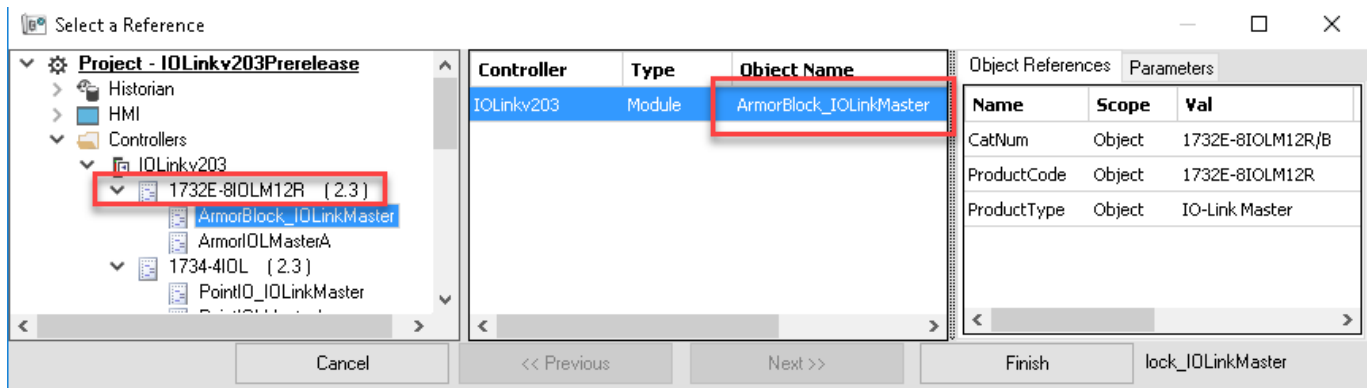 Select a Reference
Project - IOLinkv203Prerelease
Historian
HMI
Controllers
IOLinkv203
1732E-8IOLM12R (2.3)
ArmorBlock_IOLinkMaster
ArmorIOLMasterA
1734-4IOL (2.3)
PointIO_IOLinkMaster
Controller Type Object Name
IOLinkv203 Module ArmorBlock_IOLinkMaster
Object References Parameters
Name Scope Val
CatNum Object 1732E-8IOLM12R/B
ProductCode Object 1732E-8IOLM12R
ProductType Object IO-Link Master
Cancel << Previous Next >> Finish lock_IOLinkMaster